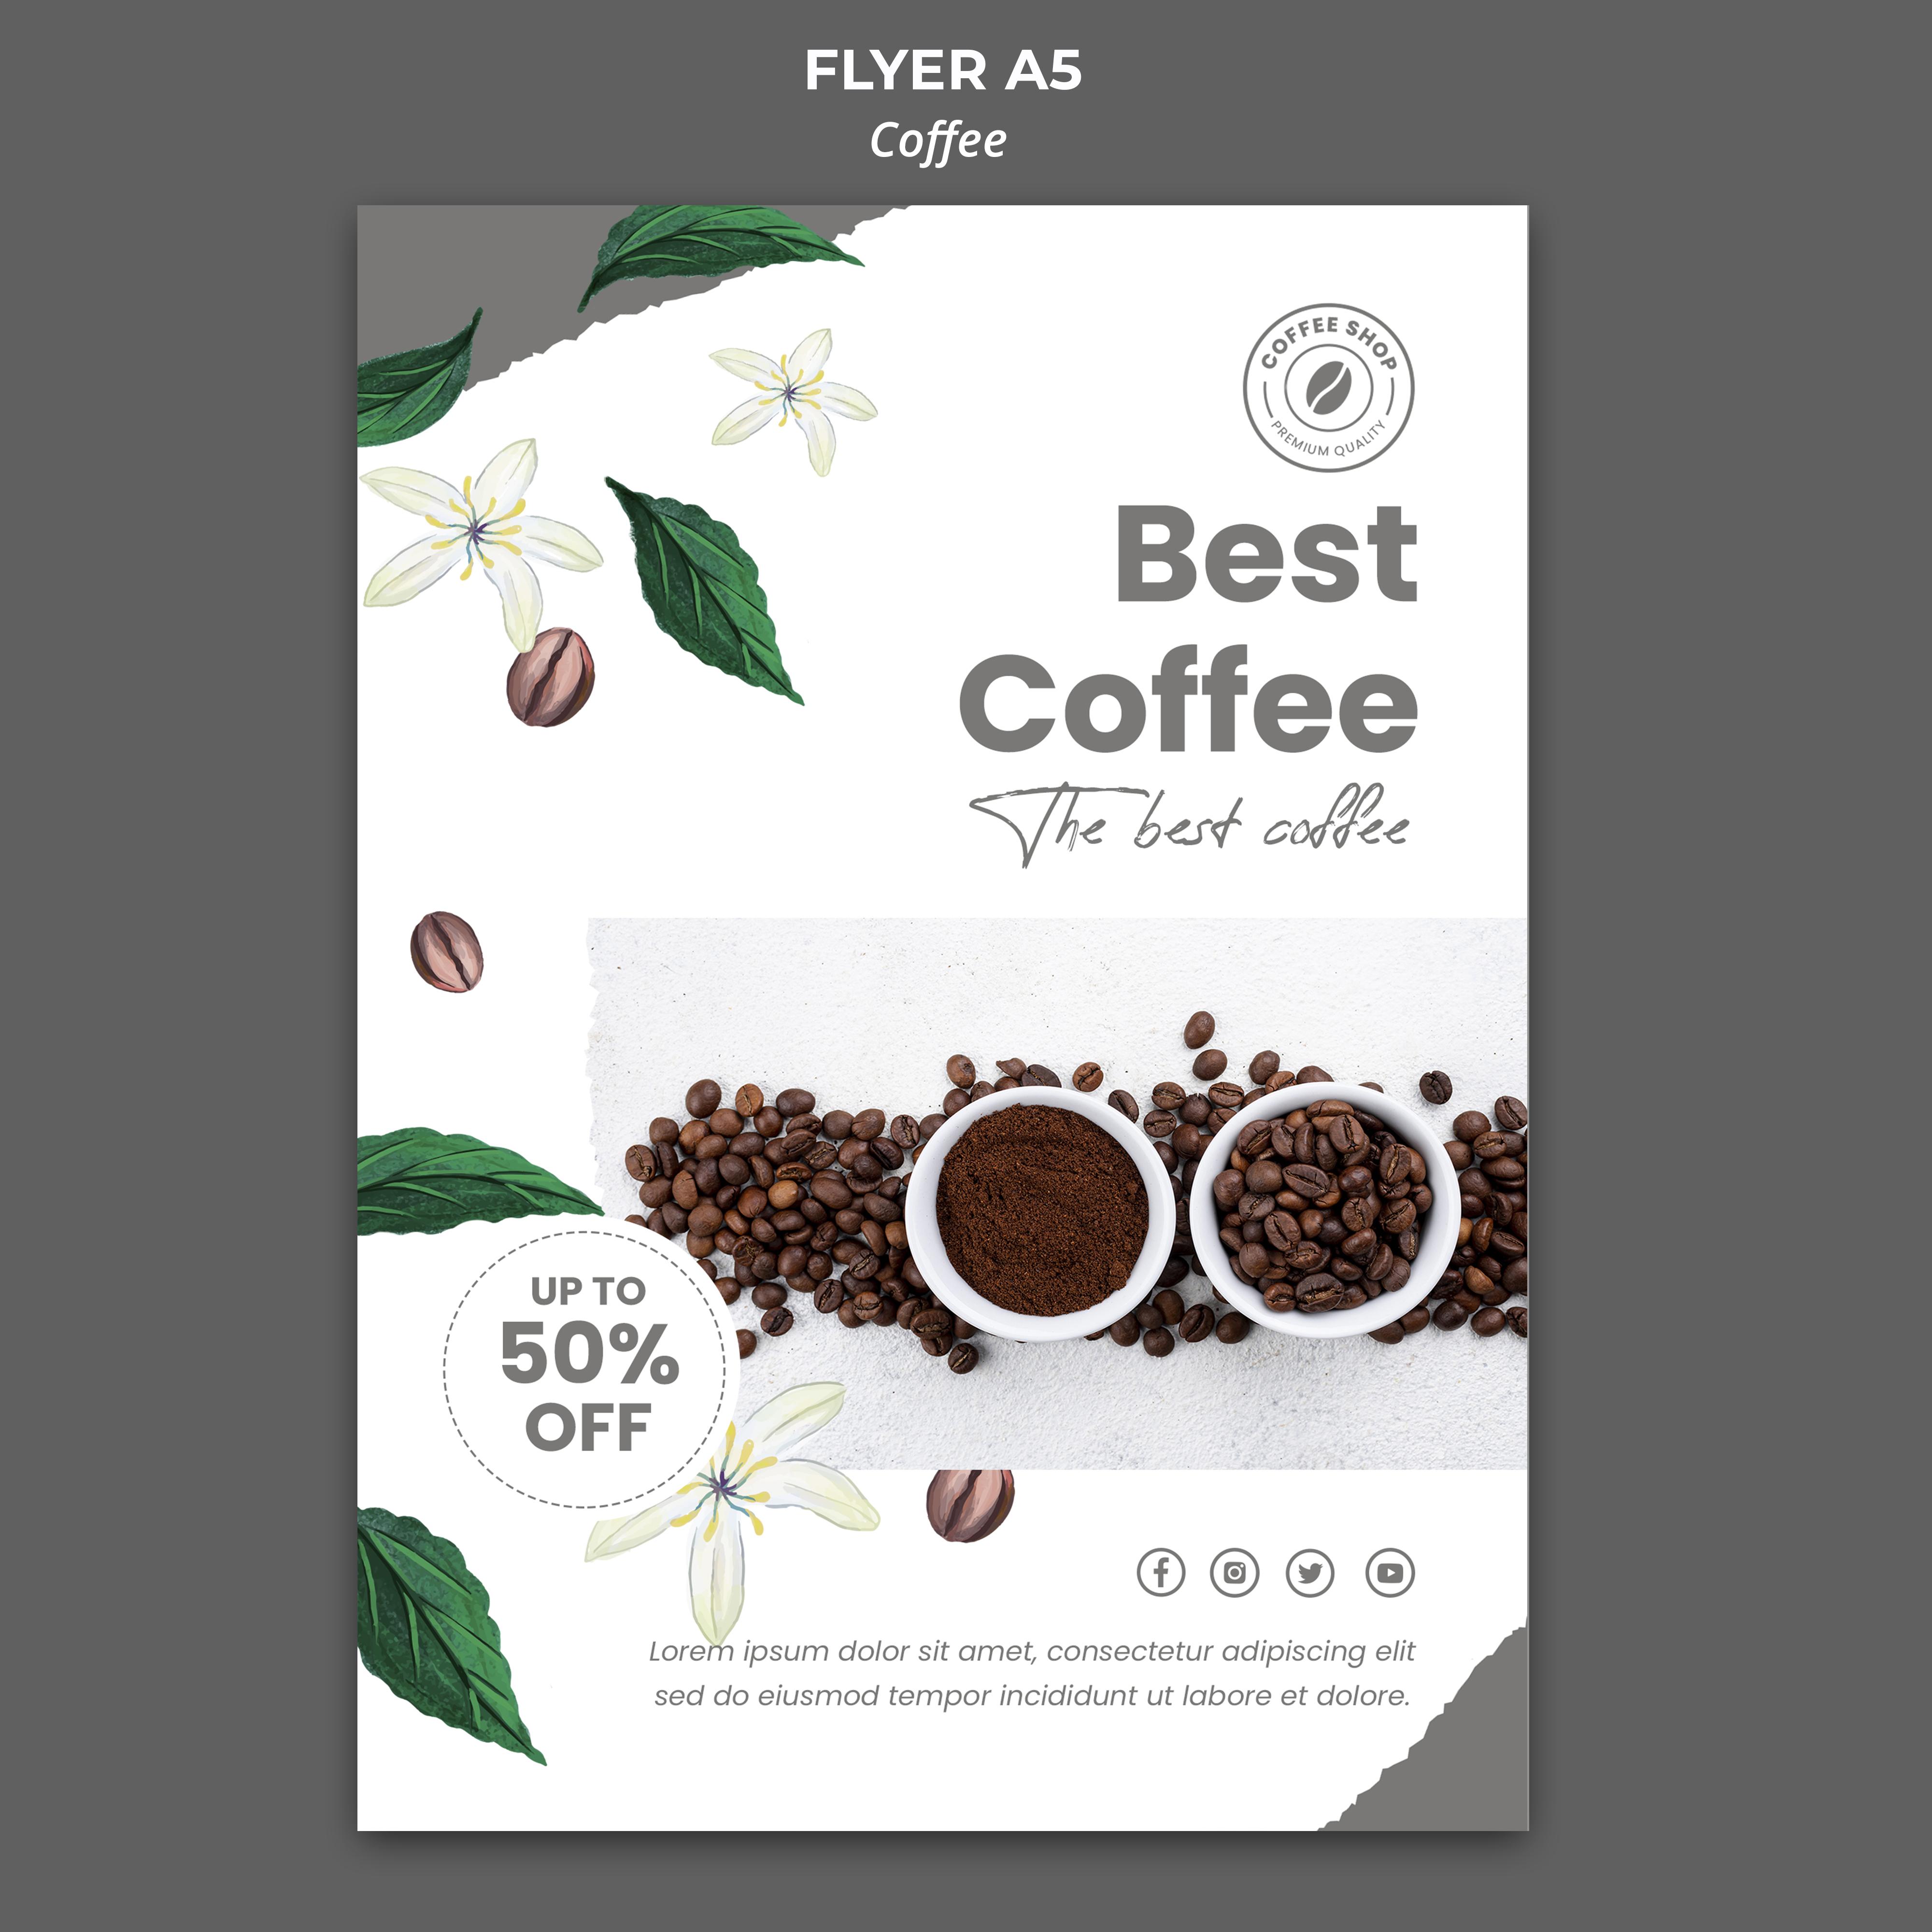 FLYER A5
Coffee
COFFEE SHOP
PREMIUM QUALITY
Best
Coffee
The best coffee
UP TO
50%
OFF
Lorem ipsum dolor sit amet, consectetur adipiscing elit
sed do eiusmod tempor incididunt ut labore et dolore.